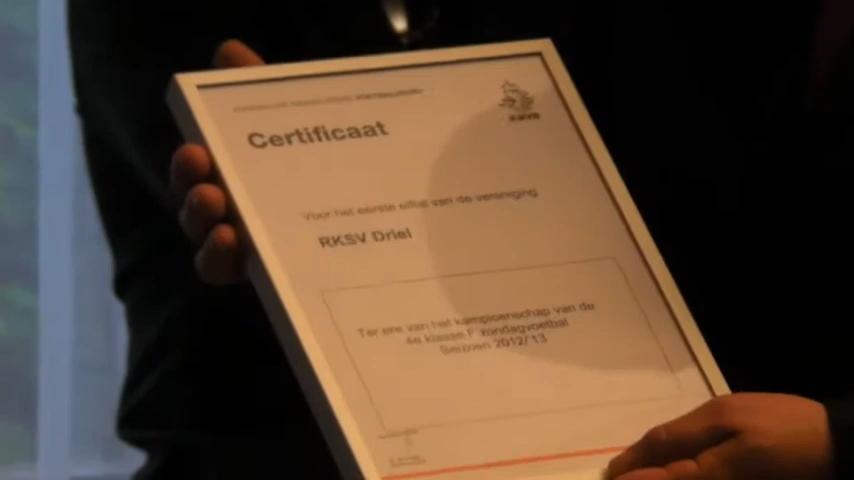 KNVB
Certificaat
Voor het eerste elftal van de vereniging
RKSV Driel
Ter ere van het kampioenschap van de
4e klasse F zondagvoetbal
Seizoen 2012/'13